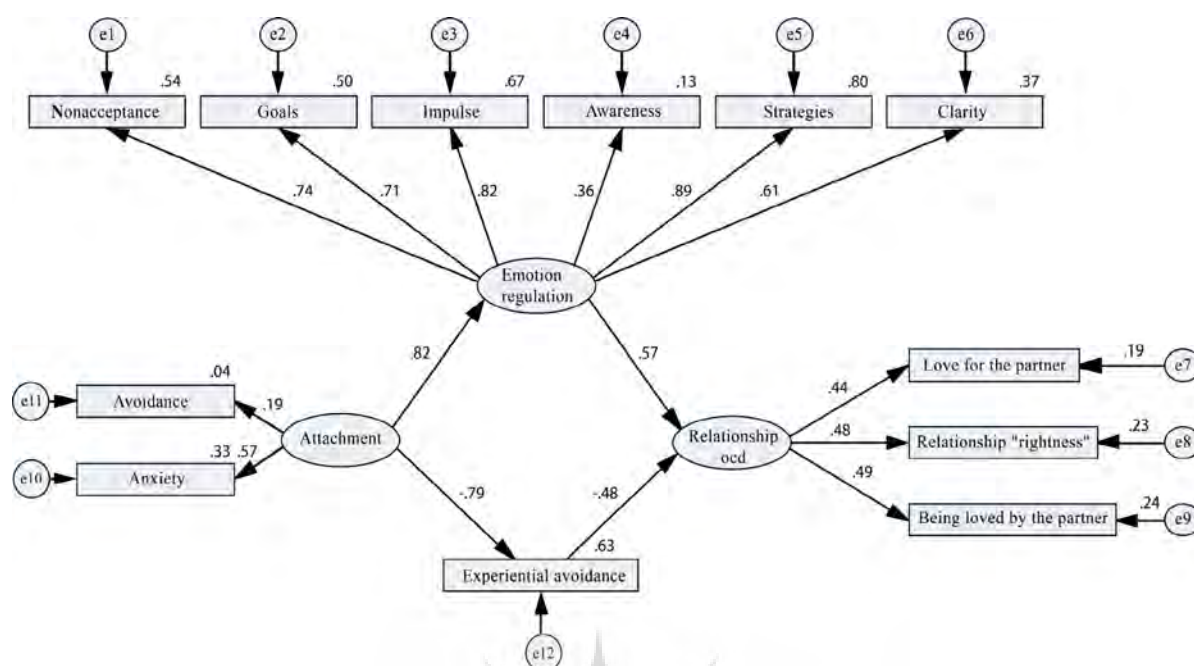 e1 e2 e3 e4 e5 e6
.54 .50 .67 .13 .80 .37
Nonacceptance Goals Impulse Awareness Strategies Clarity
.74 .71 .82 .36 .89 .61
Emotion
regulation
.82 .57
.04
e11 Avoidance .19
Attachment
.33 .57
e10 Anxiety
Relationship
ocd
.44 Love for the partner .19 e7
.48 Relationship "rightness" .23 e8
.49 Being loved by the partner .24 e9
-.79 -.48
.63
Experiential avoidance
e12